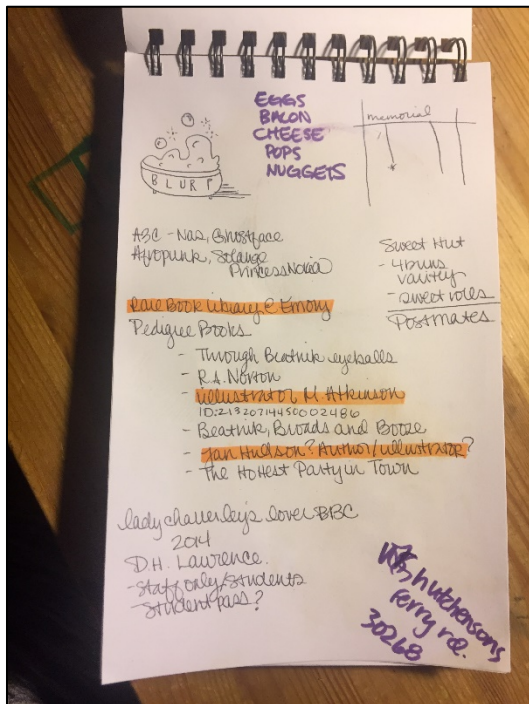 EGGS
BACON
CHEESE
POPS
NUGGETS
memorial
BLURT
A3C - Nas, Ghostface
Afropunk, Solange
Princess Nokia
Sweet Hut
- 4 buns
variety
- sweet rolls
Postmates
Rare Book Library @ Emory
Pedigree Books
- Through Beatnik eyeballs
- R.A. Norton
- illustrator M. Atkinson
ID:21320714450002486
- Beatnik, Broads and Booze
- Jan Hudson? Author/illustrator?
- The Hottest Party in Town
lady chatterley's lover BBC
2014
D.H. Lawrence.
- Staff only/students
- Student pass?
hutchensons
ferry rd.
30268